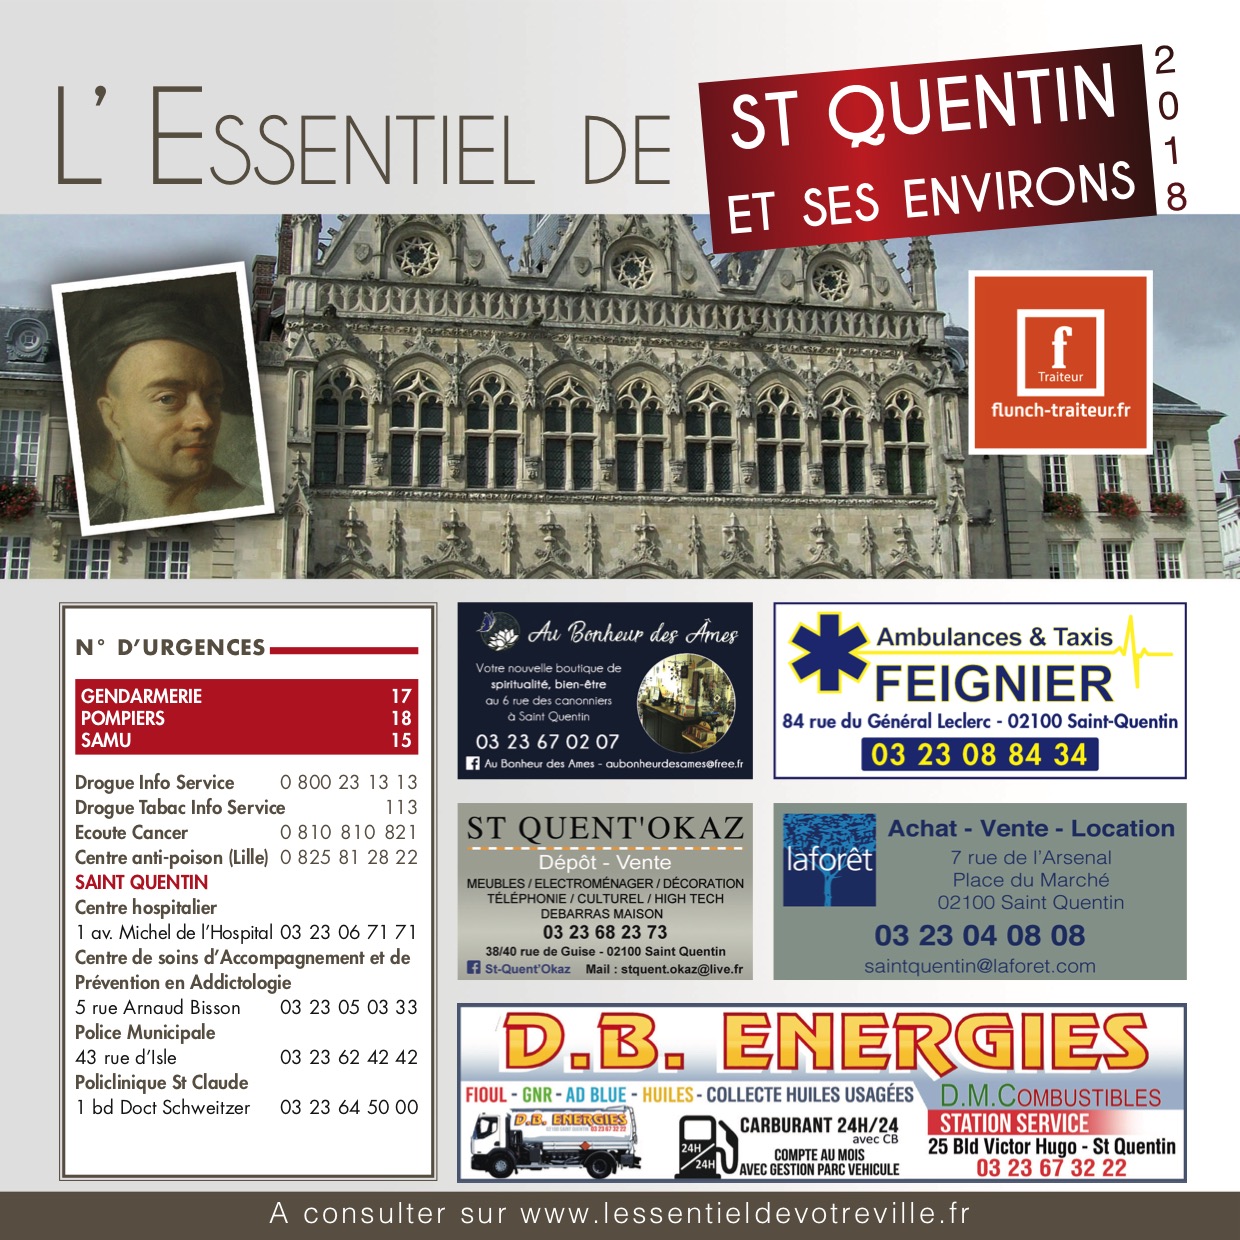 L' ESSENTIEL DE
ST QUENTIN
ET SES ENVIRONS
2018
f
Traiteur
flunch-traiteur.fr
N° D'URGENCES
GENDARMERIE 17
POMPIERS 18
SAMU 15
Drogue Info Service 0 800 23 13 13
Drogue Tabac Info Service 113
Ecoute Cancer 0 810 810 821
Centre anti-poison (Lille) 0 825 81 28 22
SAINT QUENTIN
Centre hospitalier
1 av. Michel de l'Hospital 03 23 06 71 71
Centre de soins d'Accompagnement et de
Prévention en Addictologie
5 rue Arnaud Bisson 03 23 05 03 33
Police Municipale
43 rue d'Isle 03 23 62 42 42
Policlinique St Claude
1 bd Doct Schweitzer 03 23 64 50 00
Au Bonheur des Âmes
Votre nouvelle boutique de
spiritualité, bien-être
au 6 rue des canonniers
à Saint Quentin
03 23 67 02 07
f Au Bonheur des Ames - aubonheurdesames@free.fr
Ambulances & Taxis
FEIGNIER
84 rue du Général Leclerc - 02100 Saint-Quentin
03 23 08 84 34
ST QUENT'OKAZ
Dépôt - Vente
MEUBLES / ELECTROMÉNAGER / DÉCORATION
TÉLÉPHONIE / CULTUREL / HIGH TECH
DEBARRAS MAISON
03 23 68 23 73
38/40 rue de Guise - 02100 Saint Quentin
f St-Quent'Okaz Mail : stquent.okaz@live.fr
laforêt
Achat - Vente - Location
7 rue de l'Arsenal
Place du Marché
02100 Saint Quentin
03 23 04 08 08
saintquentin@laforet.com
D.B. ENERGIES
FIOUL - GNR - AD BLUE - HUILES - COLLECTE HUILES USAGÉES
D.M.COMBUSTIBLES
D.B. ENERGIES
03 23 67 32 22
24H/24H
CARBURANT 24H/24
avec CB
COMPTE AU MOIS
AVEC GESTION PARC VEHICULE
STATION SERVICE
25 Bld Victor Hugo - St Quentin
03 23 67 32 22
A consulter sur www.lessentieldevotreville.fr